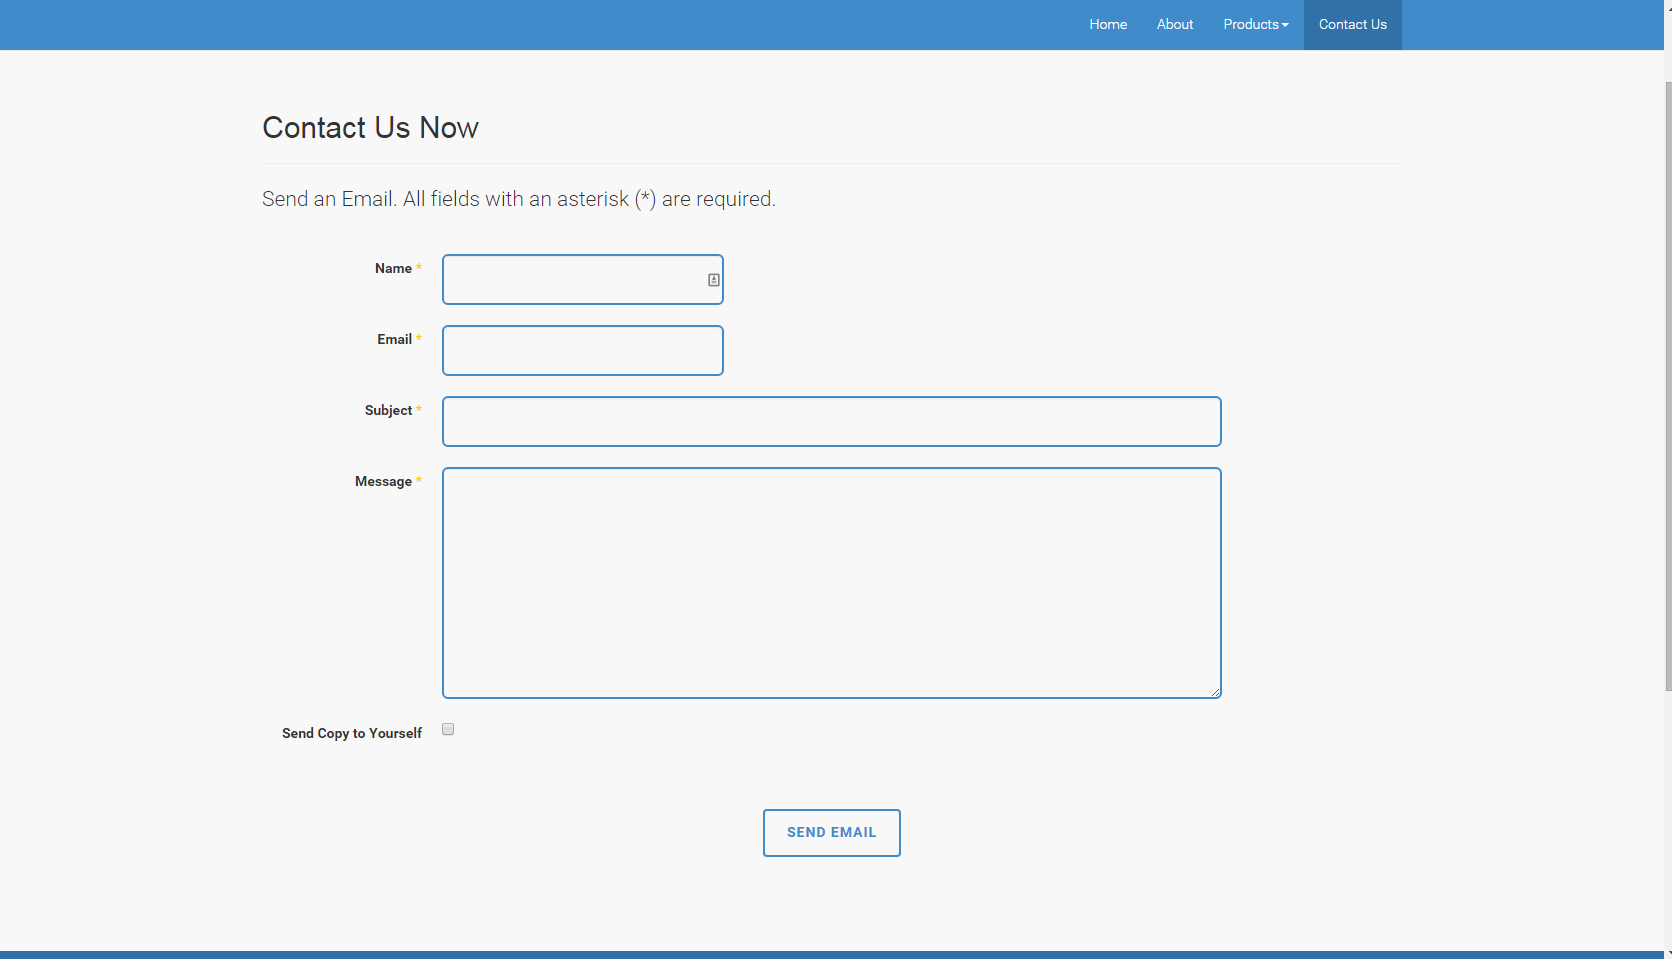 Home About Products Contact Us
Contact Us Now
Send an Email. All fields with an asterisk (*) are required.
Name *
Email *
Subject *
Message *
Send Copy to Yourself
SEND EMAIL